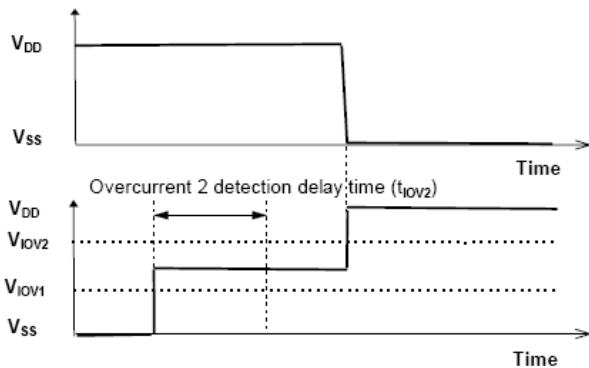 VDD
VSS
Time
Overcurrent 2 detection delay time (tIOV2)
VDD
VIOV2
VIOV1
VSS
Time